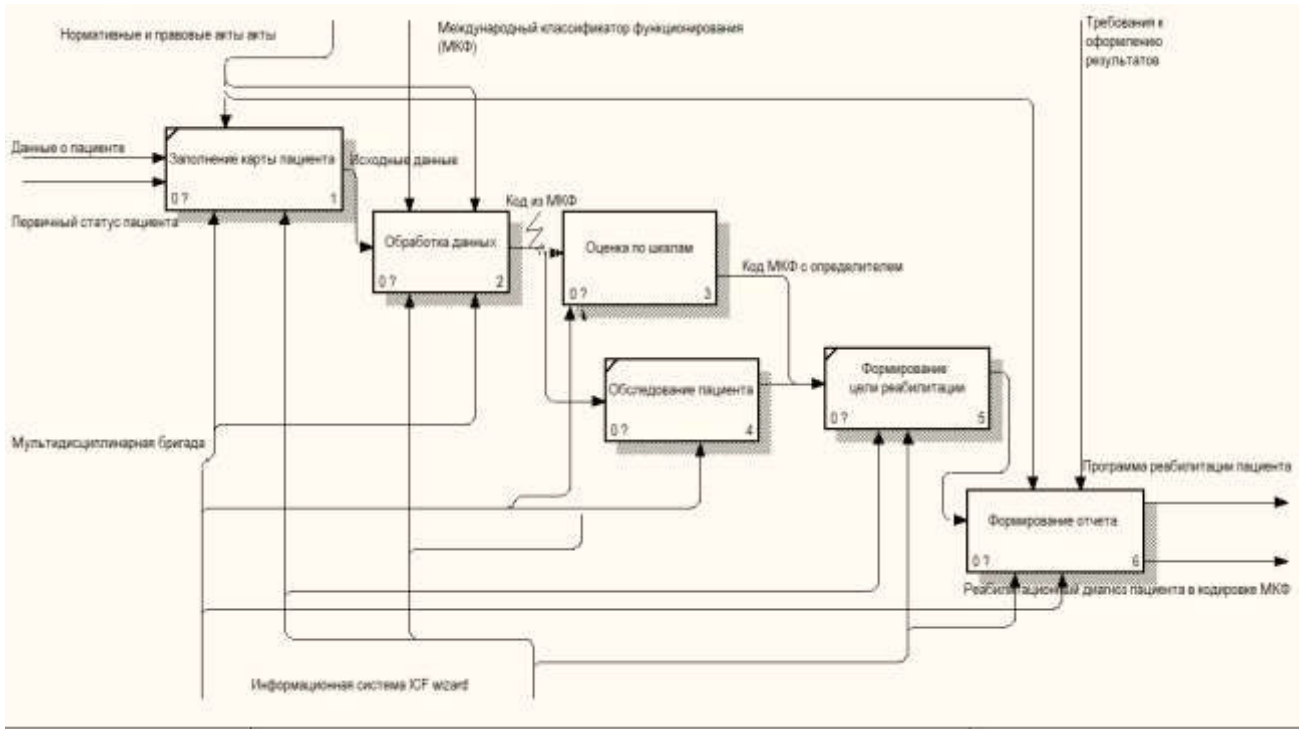 Нормативные и правовые акты акты
Международный классификатор функционирования
(МКФ)
Требования к
оформлению
результатов
Данные о пациенте
Заполнение карты пациента
0 ?
1
Исходные данные
Первичный статус пациента
Код из МКФ
Обработка данных
0 ?
2
Оценка по шкалам
0 ?
3
Код МКФ с определителем
Обследование пациента
0 ?
4
Формирование
цели реабилитации
0 ?
5
Мультидисциплинарная бригада
Программа реабилитации пациента
Формирование отчета
0 ?
6
Реабилитационный диагноз пациента в кодировке МКФ
Информационная система ICF wizard